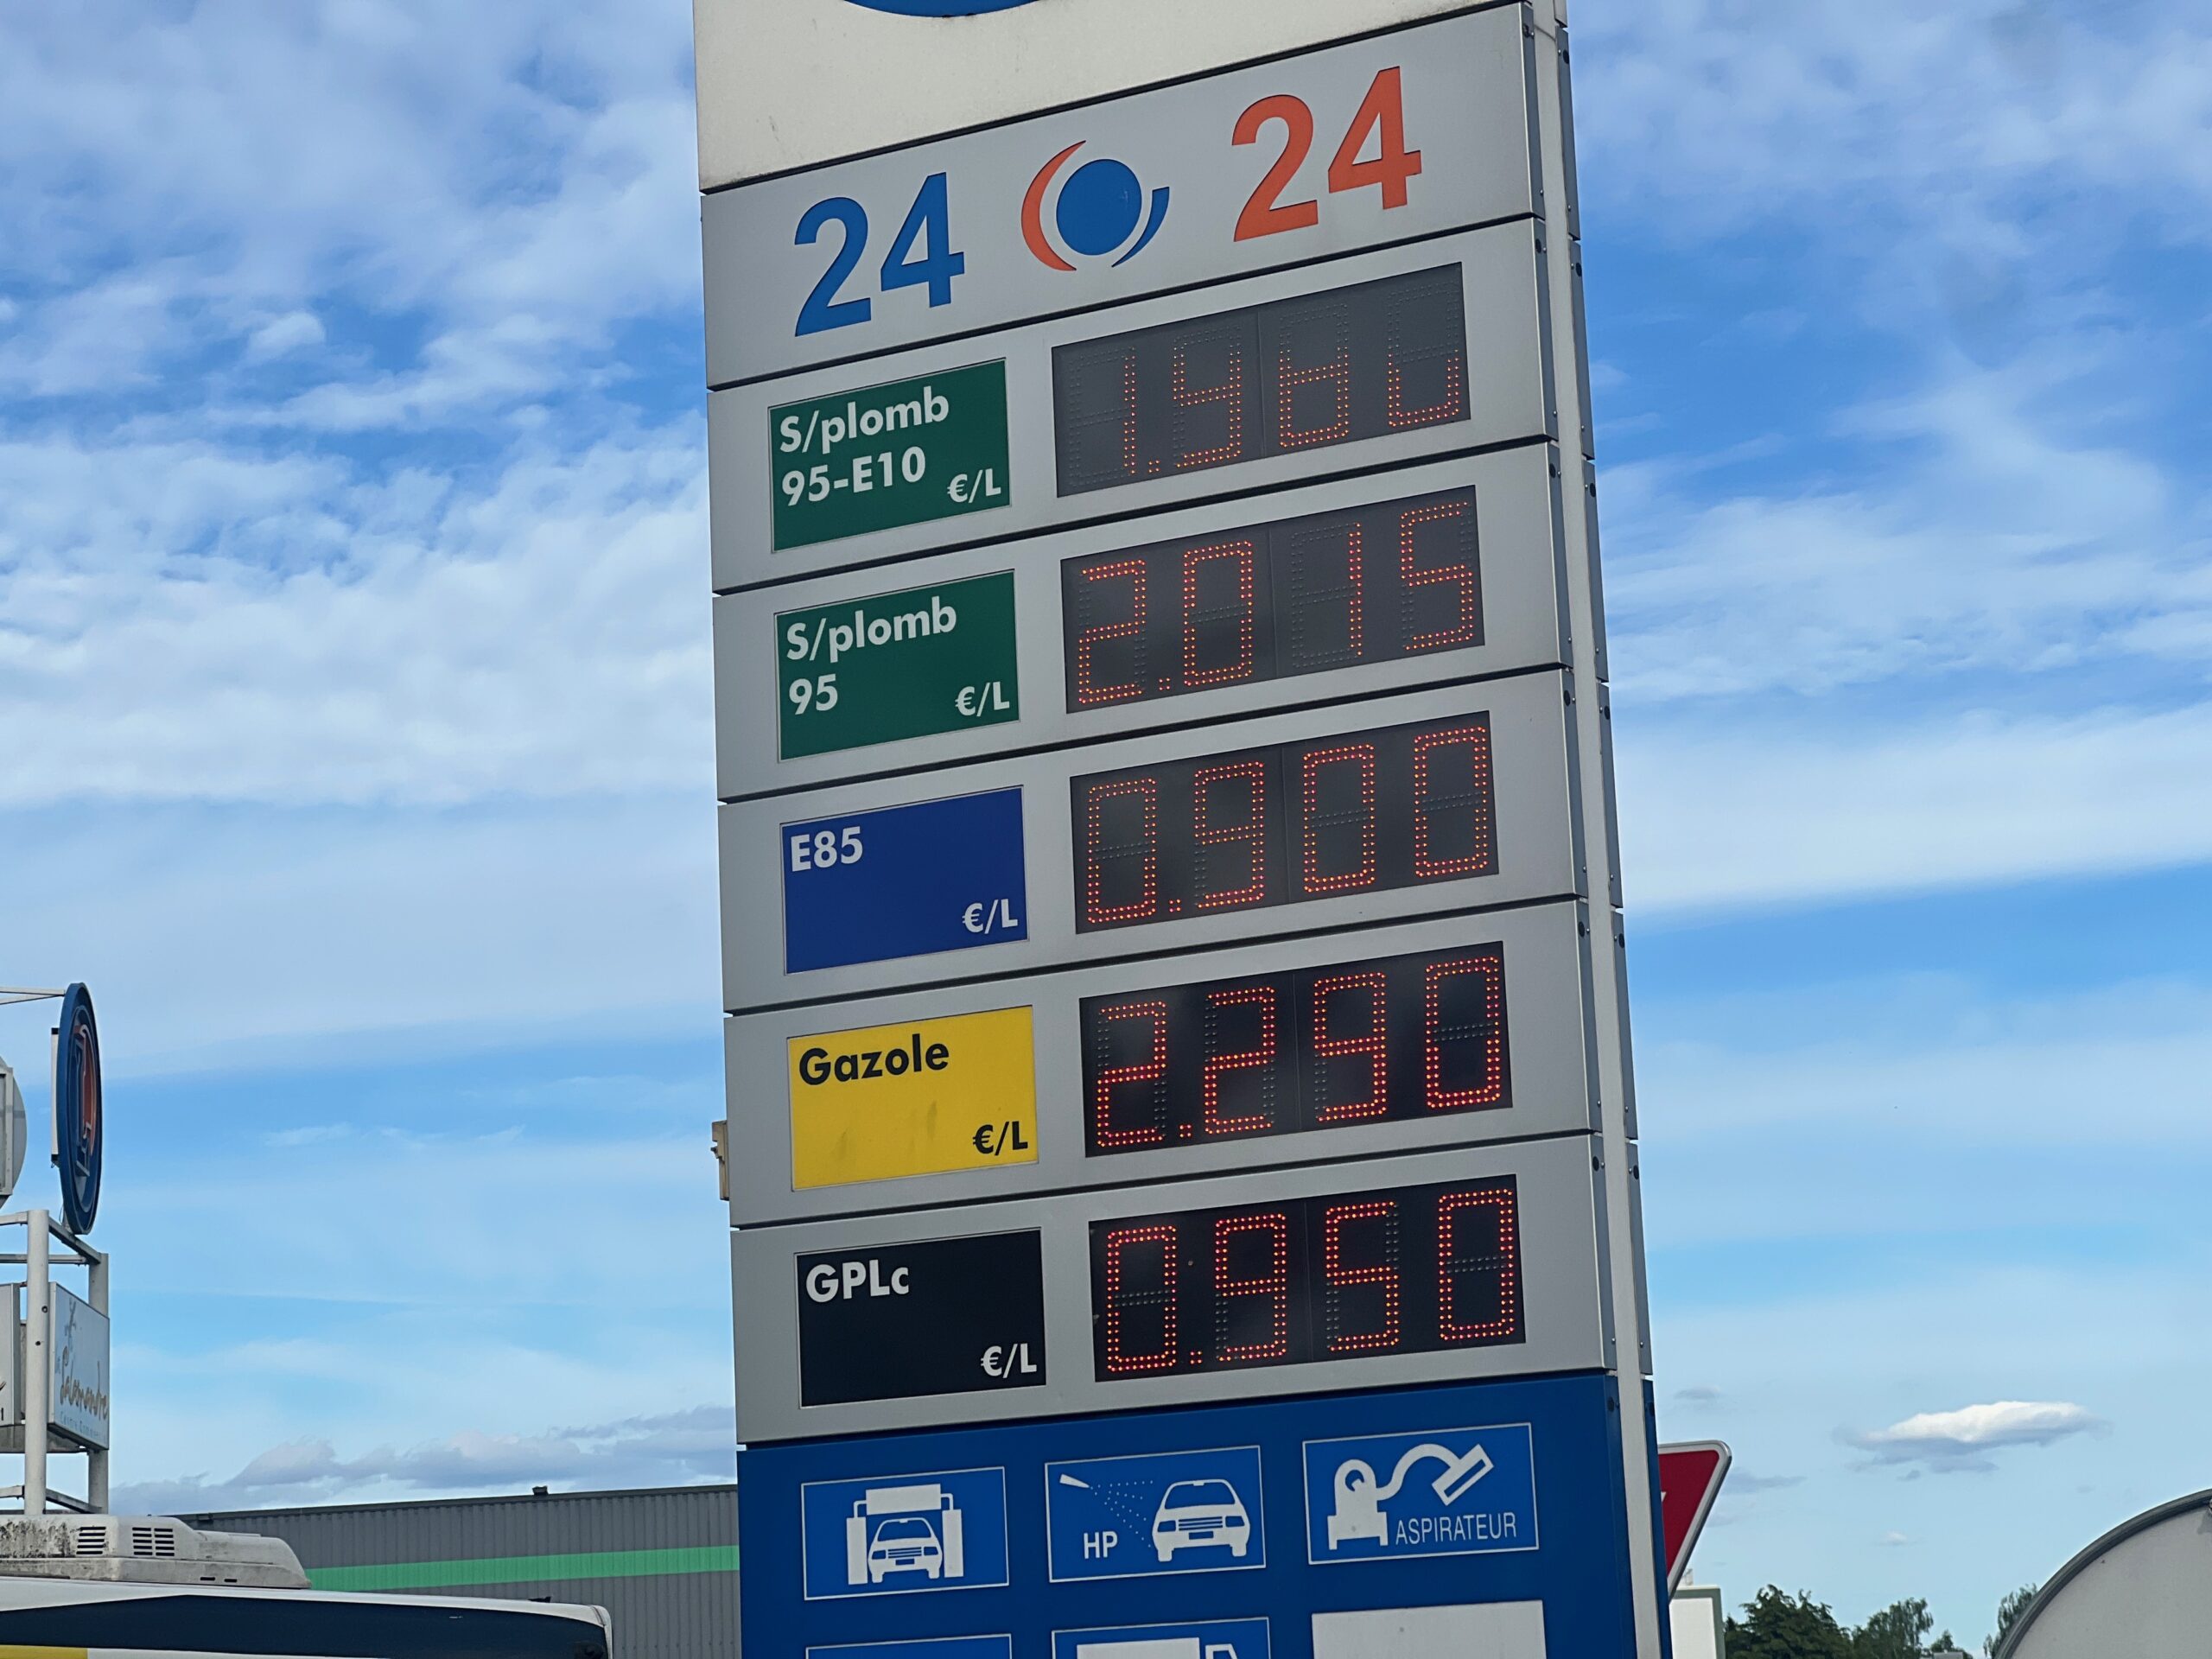 24 24
S/plomb
95-E10 €/L
1.980
S/plomb
95 €/L
2.015
E85
€/L
0.900
Gazole
€/L
2.290
GPLc
€/L
0.950
HP
ASPIRATEUR